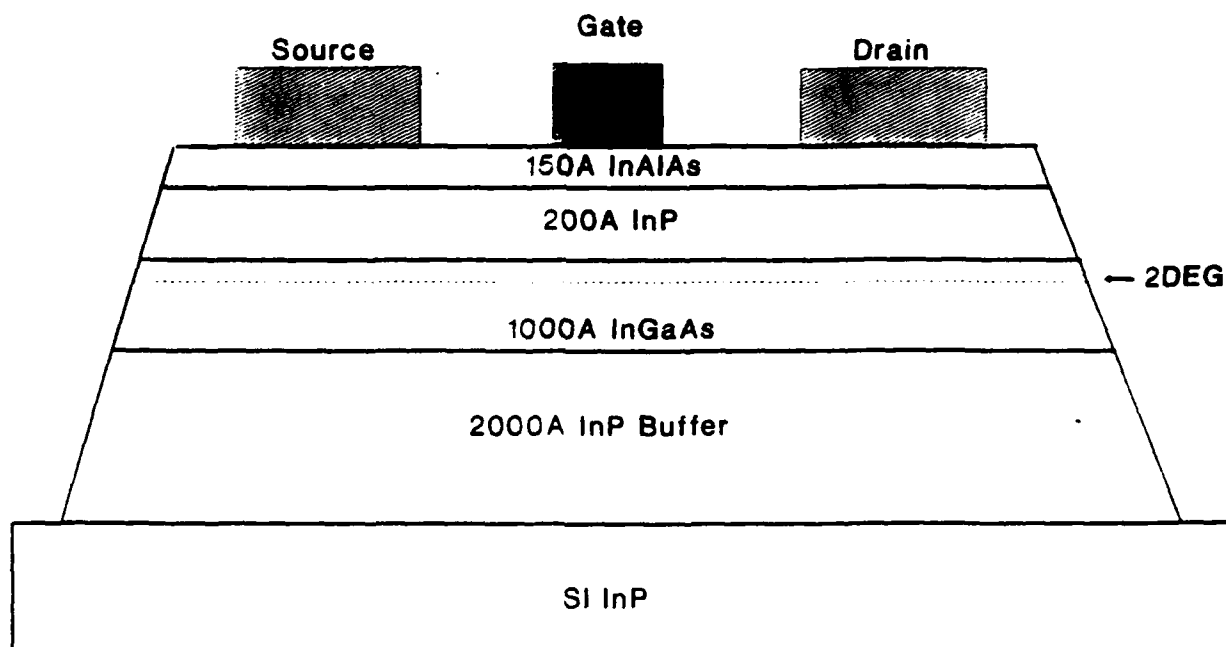 Gate
Source
Drain
150A InAlAs
200A InP
← 2DEG
1000A InGaAs
2000A InP Buffer
SI InP